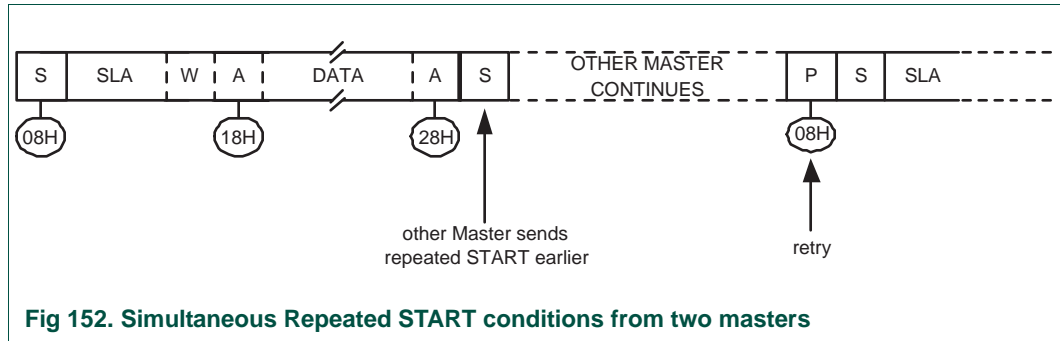 S SLA W A DATA A S OTHER MASTER CONTINUES P S SLA
08H 18H 28H 08H
other Master sends
repeated START earlier
retry
Fig 152. Simultaneous Repeated START conditions from two masters